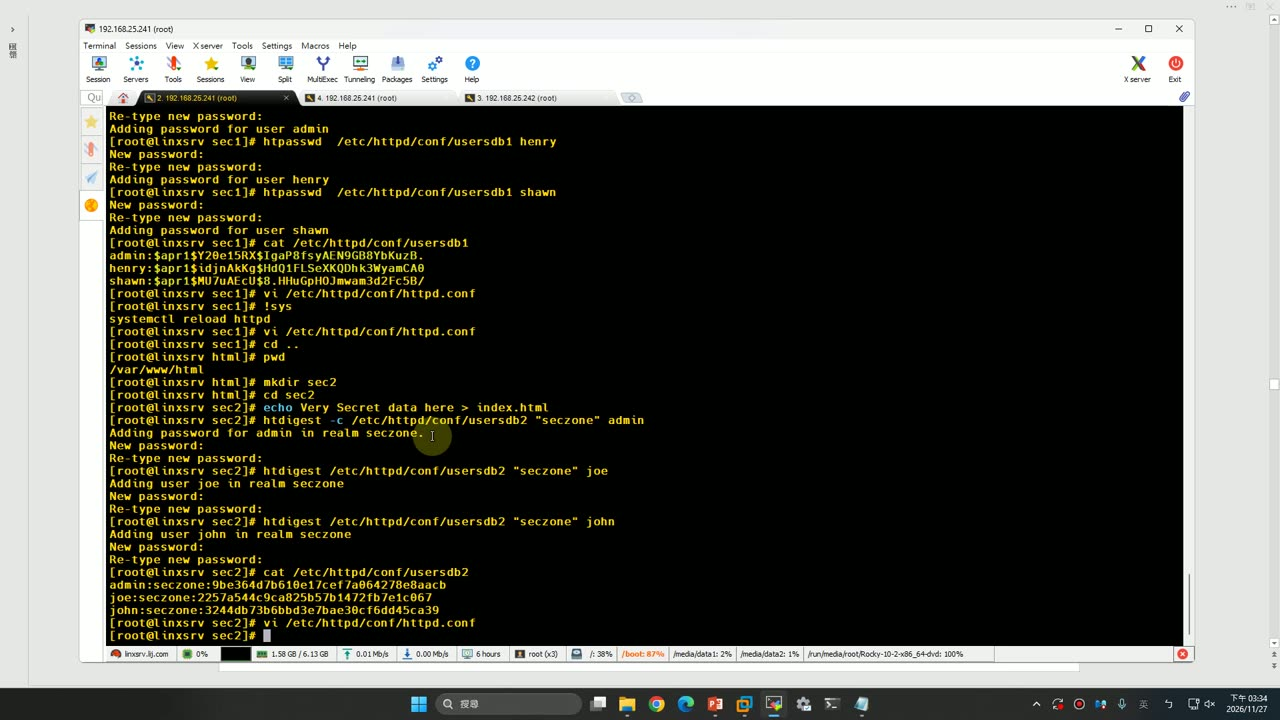 192.168.25.241 (root)
Terminal Sessions View X server Tools Settings Macros Help
Session Servers Tools Sessions View Split MultiExec Tunneling Packages Settings Help X server Exit
Qu
2. 192.168.25.241 (root)
4. 192.168.25.241 (root)
3. 192.168.25.242 (root)
Re-type new password:
Adding password for user admin
[root@linxsrv sec1]# htpasswd  /etc/httpd/conf/usersdb1 henry
New password:
Re-type new password:
Adding password for user henry
[root@linxsrv sec1]# htpasswd  /etc/httpd/conf/usersdb1 shawn
New password:
Re-type new password:
Adding password for user shawn
[root@linxsrv sec1]# cat /etc/httpd/conf/usersdb1
admin:$apr1$Y20e15RX$IgaP8fsyAEN9GB8YbKuzB.
henry:$apr1$idjnAkKg$HdQ1FLSeXKQDhk3WyamCA0
shawn:$apr1$MU7uAEcU$8.HHuGpHOJmwam3d2Fc5B/
[root@linxsrv sec1]# vi /etc/httpd/conf/httpd.conf
[root@linxsrv sec1]# !sys
systemctl reload httpd
[root@linxsrv sec1]# vi /etc/httpd/conf/httpd.conf
[root@linxsrv sec1]# cd ..
[root@linxsrv html]# pwd
/var/www/html
[root@linxsrv html]# mkdir sec2
[root@linxsrv html]# cd sec2
[root@linxsrv sec2]# echo Very Secret data here > index.html
[root@linxsrv sec2]# htdigest -c /etc/httpd/conf/usersdb2 "seczone" admin
Adding password for admin in realm seczone.
New password:
Re-type new password:
[root@linxsrv sec2]# htdigest /etc/httpd/conf/usersdb2 "seczone" joe
Adding user joe in realm seczone
New password:
Re-type new password:
[root@linxsrv sec2]# htdigest /etc/httpd/conf/usersdb2 "seczone" john
Adding user john in realm seczone
New password:
Re-type new password:
[root@linxsrv sec2]# cat /etc/httpd/conf/usersdb2
admin:seczone:9be364d7b610e17cef7a064278e8aacb
joe:seczone:2257a544c9ca825b57b1472fb7e1c067
john:seczone:3244db73b6bbd3e7bae30cf6dd45ca39
[root@linxsrv sec2]# vi /etc/httpd/conf/httpd.conf
[root@linxsrv sec2]#
linxsrv.lij.com 0% 1.58 GB / 6.13 GB 0.01 Mb/s 0.00 Mb/s 6 hours root (x3) /: 38% /boot: 87% /media/data1: 2% /media/data2: 1% /run/media/root/Rocky-10-2-x86_64-dvd: 100%
搜尋
英
下午 03:34
2026/11/27